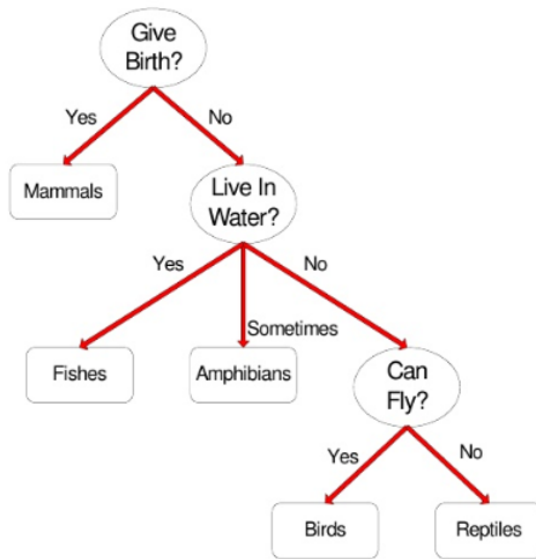 Give
Birth?
Yes
No
Mammals
Live In
Water?
Yes
No
Sometimes
Fishes
Amphibians
Can
Fly?
Yes
No
Birds
Reptiles